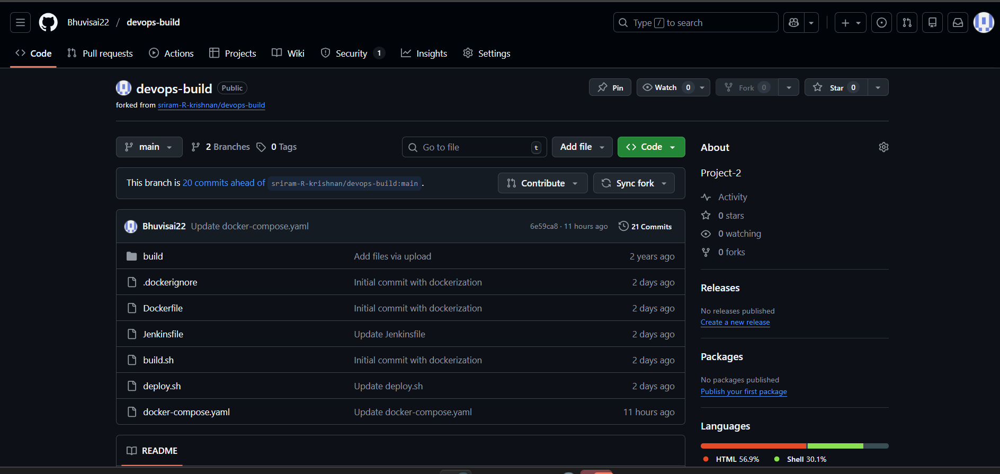 Bhuvisai22 / devops-build
Type / to search
Code Pull requests Actions Projects Wiki Security 1 Insights Settings
devops-build Public
Pin Watch 0 Fork 0 Star 0
forked from sriram-R-krishnan/devops-build
main 2 Branches 0 Tags
Go to file t Add file Code
This branch is 20 commits ahead of sriram-R-krishnan/devops-build:main .
Contribute Sync fork
Bhuvisai22 Update docker-compose.yaml 6e59ca8 · 11 hours ago 21 Commits
build Add files via upload 2 years ago
.dockerignore Initial commit with dockerization 2 days ago
Dockerfile Initial commit with dockerization 2 days ago
Jenkinsfile Update Jenkinsfile 2 days ago
build.sh Initial commit with dockerization 2 days ago
deploy.sh Update deploy.sh 2 days ago
docker-compose.yaml Update docker-compose.yaml 11 hours ago
README
About
Project-2
Activity
0 stars
0 watching
0 forks
Releases
No releases published
Create a new release
Packages
No packages published
Publish your first package
Languages
HTML 56.9% Shell 30.1%